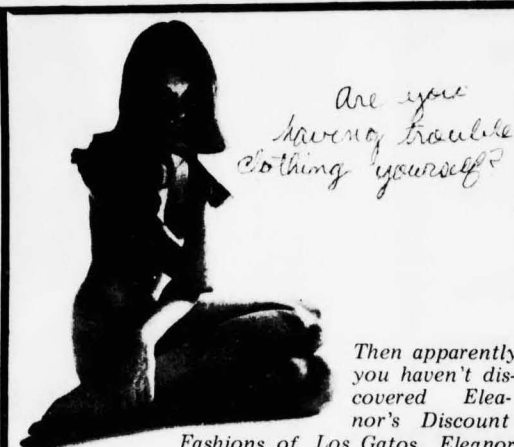 Are you
having trouble
clothing yourself?
Then apparently
you haven't dis-
covered Elea-
nor's Discount
Fashions of Los Gatos. Eleanor